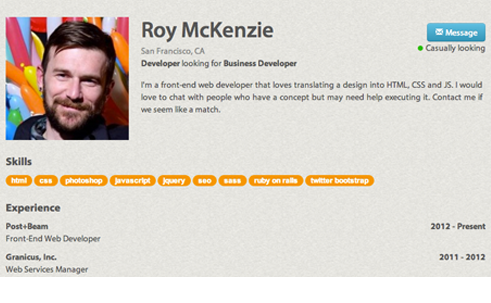 Roy McKenzie
Message
San Francisco, CA
Casually looking
Developer looking for Business Developer
I'm a front-end web developer that loves translating a design into HTML, CSS and JS. I would
love to chat with people who have a concept but may need help executing it. Contact me if
we seem like a match.
Skills
html css photoshop javascript jquery seo sass ruby on rails twitter bootstrap
Experience
Post+Beam 2012 - Present
Front-End Web Developer
Granicus, Inc. 2011 - 2012
Web Services Manager